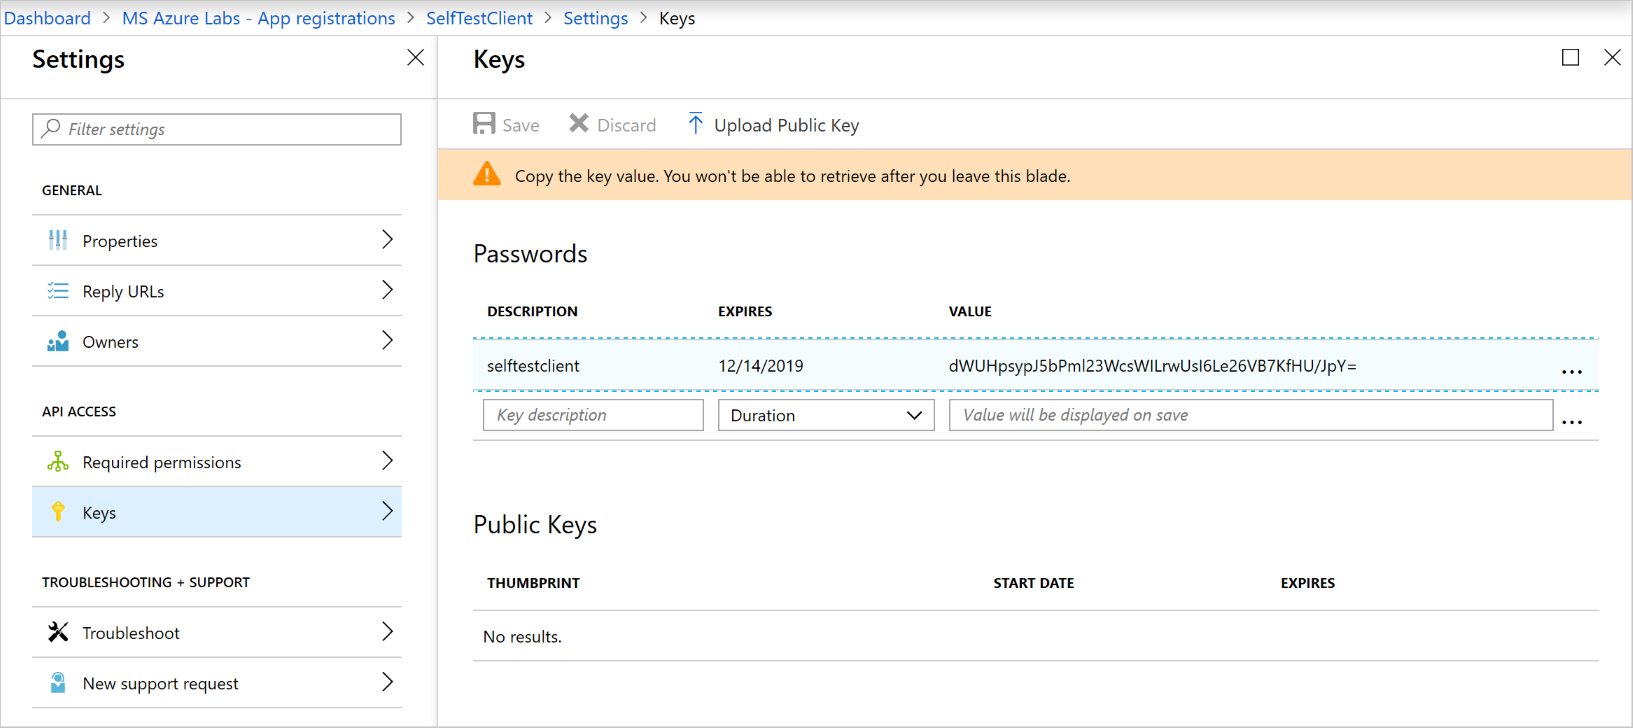 Dashboard > MS Azure Labs - App registrations > SelfTestClient > Settings > Keys
Settings
Filter settings
GENERAL
Properties
Reply URLs
Owners
API ACCESS
Required permissions
Keys
TROUBLESHOOTING + SUPPORT
Troubleshoot
New support request
Keys
Save Discard Upload Public Key
Copy the key value. You won't be able to retrieve after you leave this blade.
Passwords
DESCRIPTION EXPIRES VALUE
selftestclient 12/14/2019 dWUHpsypJ5bPml23WcsWILrwUsI6Le26VB7KfHU/JpY= ...
Key description Duration Value will be displayed on save ...
Public Keys
THUMBPRINT START DATE EXPIRES
No results.